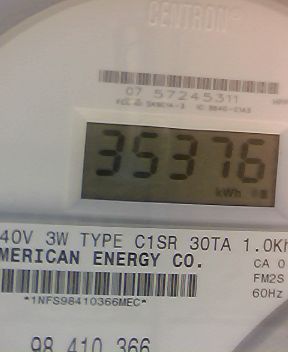 CENTRON®
07 57245311
35376
kWh
40V 3W TYPE C1SR 30TA 1.0Kh
MERICAN ENERGY CO.
CA 0
FM2S
60Hz
*1NFS98410366MEC*
98 410 366